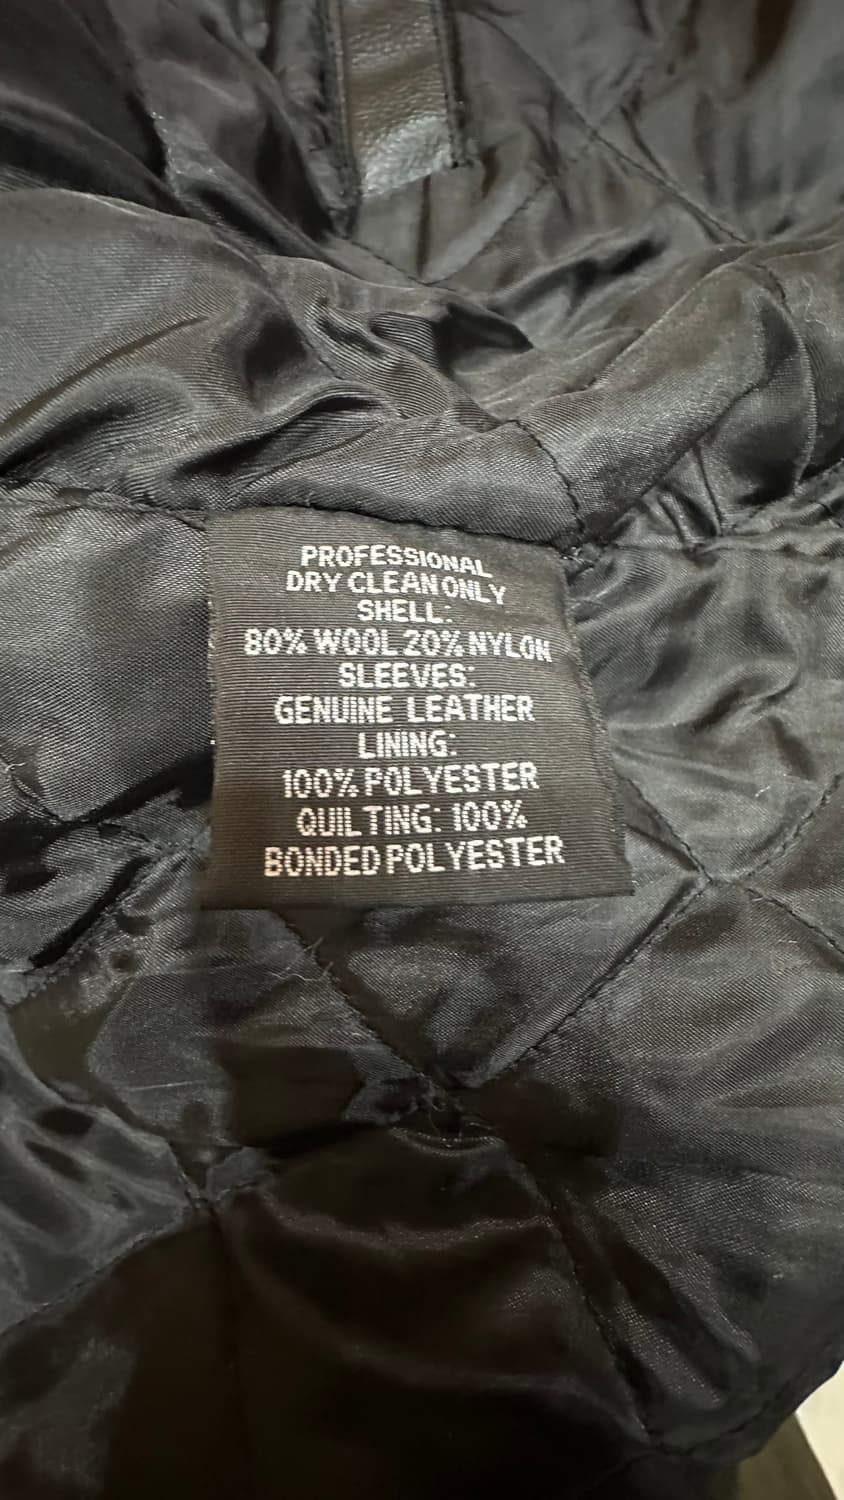 PROFESSIONAL
DRY CLEAN ONLY
SHELL:
80% WOOL 20% NYLON
SLEEVES:
GENUINE LEATHER
LINING:
100% POLYESTER
QUILTING: 100%
BONDED POLYESTER